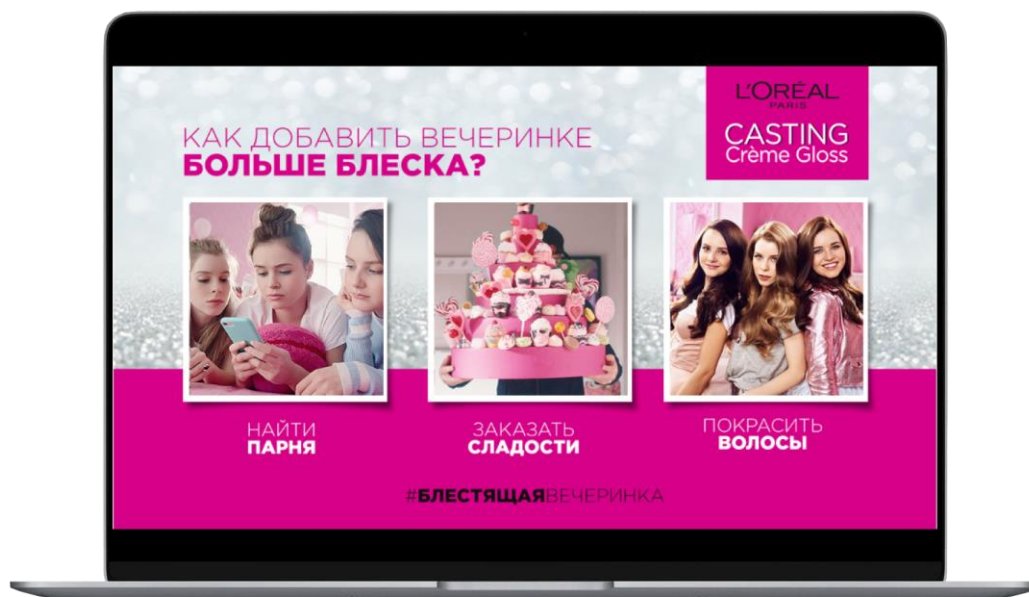 L'ORÉAL
PARIS
CASTING
Crème Gloss
КАК ДОБАВИТЬ ВЕЧЕРИНКЕ
БОЛЬШЕ БЛЕСКА?
НАЙТИ
ПАРНЯ
ЗАКАЗАТЬ
СЛАДОСТИ
ПОКРАСИТЬ
ВОЛОСЫ
#БЛЕСТЯЩАЯВЕЧЕРИНКА